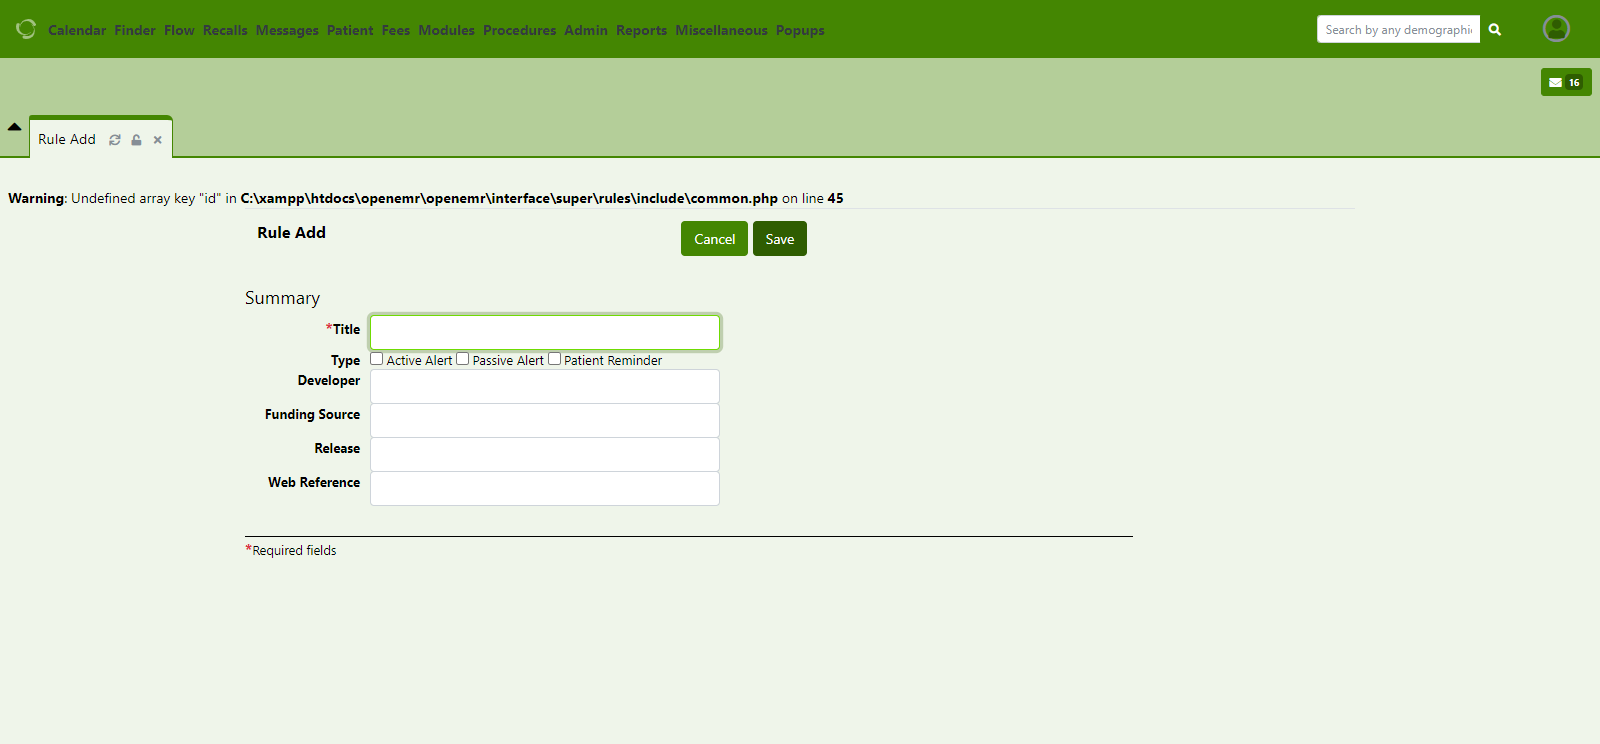 Calendar Finder Flow Recalls Messages Patient Fees Modules Procedures Admin Reports Miscellaneous Popups
Search by any demographi
16
Rule Add
Warning: Undefined array key "id" in C:\xampp\htdocs\openemr\openemr\interface\super\rules\include\common.php on line 45
Rule Add
Cancel
Save
Summary
*Title
Type
Active Alert Passive Alert Patient Reminder
Developer
Funding Source
Release
Web Reference
*Required fields